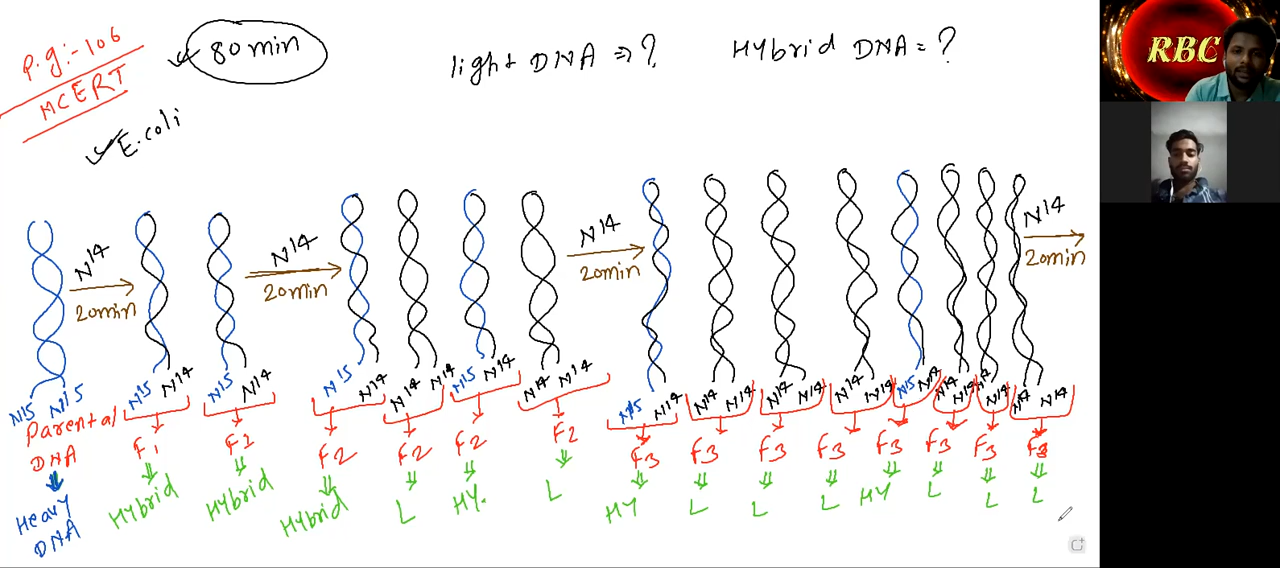 P.g:-106
NCERT
80 min
light DNA ⇒ ?
Hybrid DNA = ?
RBC
E.coli
N14
20min
N14
20min
N14
20min
N14
20min
N15 N15
N15 N14
N15 N14
N15 N14
N14 N14
N15 N14
N14 N14
N15 N14
N14 N14
N14 N14
N14 N14
N15 N14
N14 N14
N14 N14
N14 N14
Parental
DNA
F1 F1 F2 F2 F2 F2 F3 F3 F3 F3 F3 F3 F3 F3
Heavy
DNA
Hybrid Hybrid Hybrid L HY. L HY L L L HY L L L